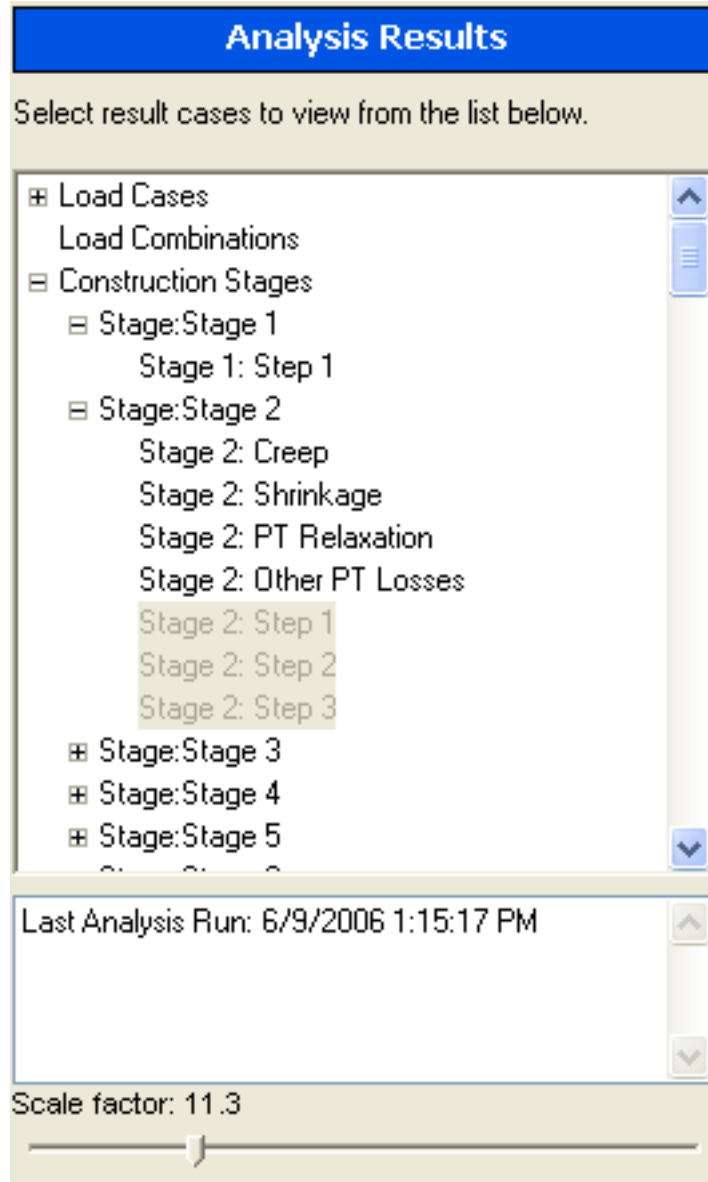 Analysis Results
Select result cases to view from the list below.
Load Cases
Load Combinations
Construction Stages
Stage:Stage 1
Stage 1: Step 1
Stage:Stage 2
Stage 2: Creep
Stage 2: Shrinkage
Stage 2: PT Relaxation
Stage 2: Other PT Losses
Stage 2: Step 1
Stage 2: Step 2
Stage 2: Step 3
Stage:Stage 3
Stage:Stage 4
Stage:Stage 5
Last Analysis Run: 6/9/2006 1:15:17 PM
Scale factor: 11.3